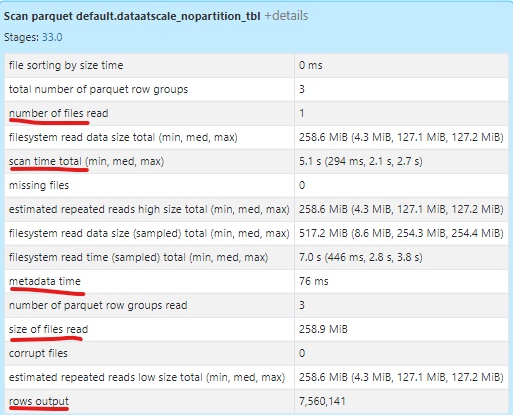 Scan parquet default.dataatscale_nopartition_tbl +details
Stages: 33.0
file sorting by size time 0 ms
total number of parquet row groups 3
number of files read 1
filesystem read data size total (min, med, max) 258.6 MiB (4.3 MiB, 127.1 MiB, 127.2 MiB)
scan time total (min, med, max) 5.1 s (294 ms, 2.1 s, 2.7 s)
missing files 0
estimated repeated reads high size total (min, med, max) 258.6 MiB (4.3 MiB, 127.1 MiB, 127.2 MiB)
filesystem read data size (sampled) total (min, med, max) 517.2 MiB (8.6 MiB, 254.3 MiB, 254.4 MiB)
filesystem read time (sampled) total (min, med, max) 7.0 s (446 ms, 2.8 s, 3.8 s)
metadata time 76 ms
number of parquet row groups read 3
size of files read 258.9 MiB
corrupt files 0
estimated repeated reads low size total (min, med, max) 258.6 MiB (4.3 MiB, 127.1 MiB, 127.2 MiB)
rows output 7,560,141